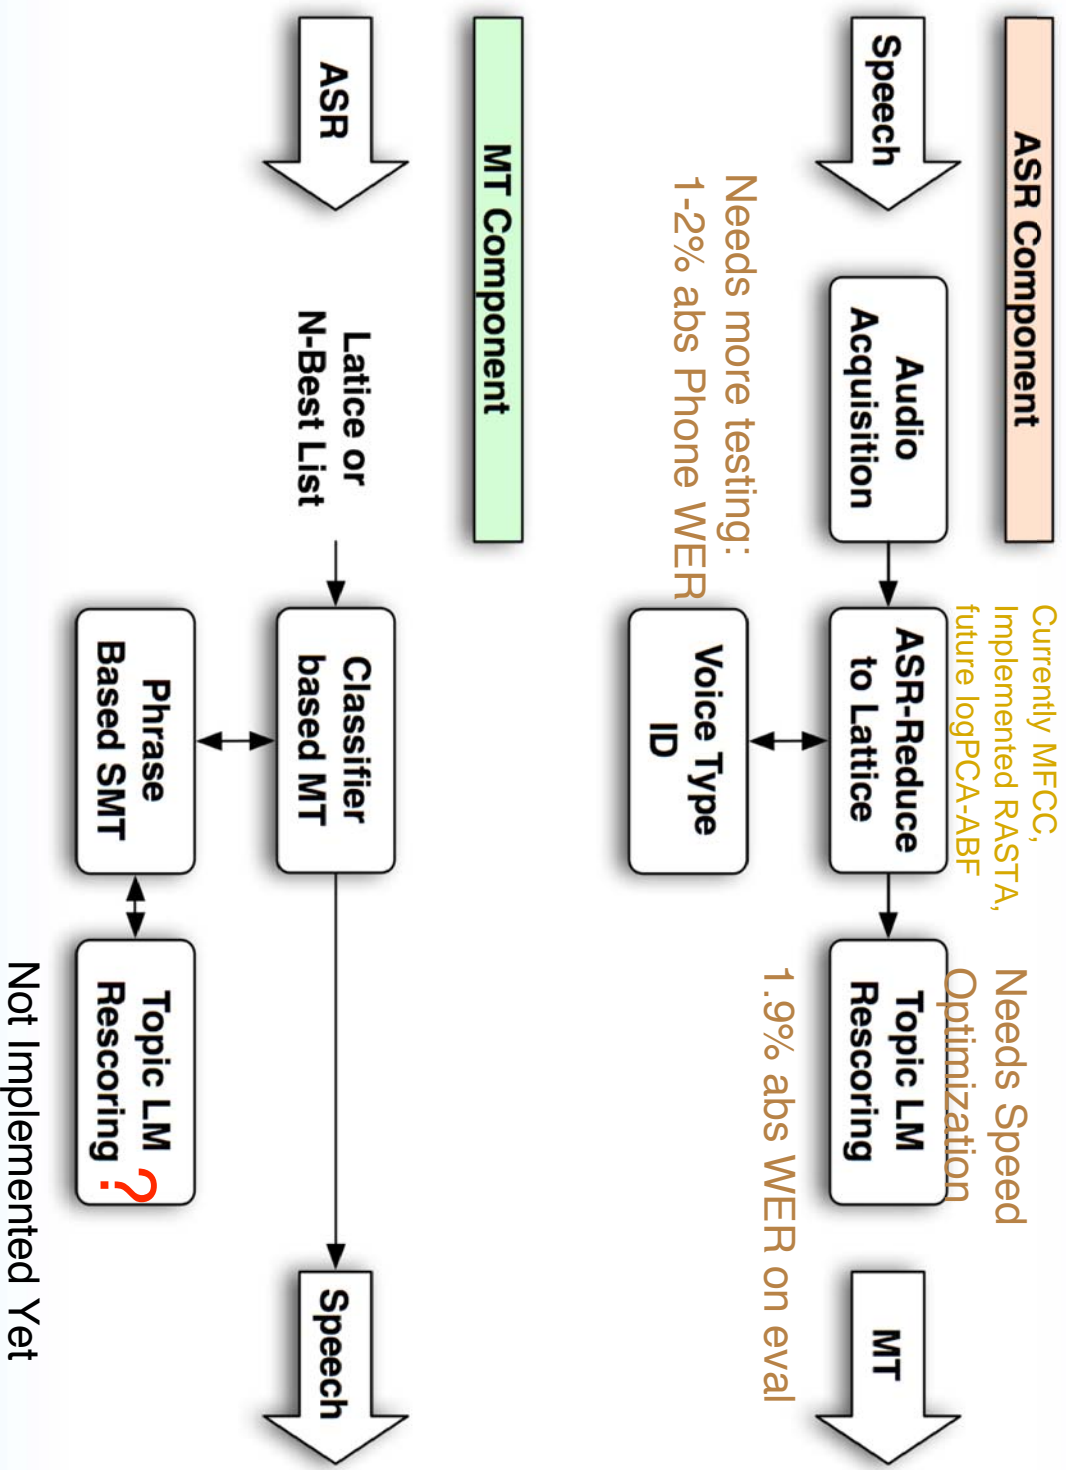 ASR Component
Currently MFCC,
Implemented RASTA,
future logPCA-ABF
Needs Speed
Optimization
Speech
Audio
Acquisition
ASR-Reduce
to Lattice
Topic LM
Rescoring
MT
1.9% abs WER on eval
Needs more testing:
1-2% abs Phone WER
Voice Type
ID
MT Component
ASR
Latice or
N-Best List
Classifier
based MT
Speech
Phrase
Based SMT
Topic LM
Rescoring ?
Not Implemented Yet